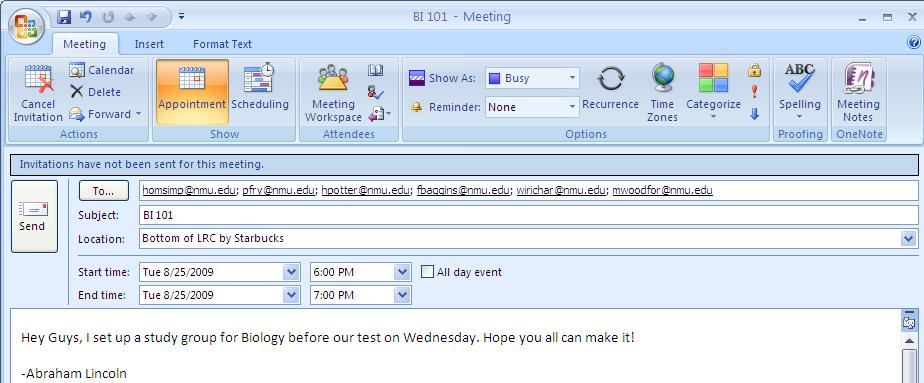 BI 101 - Meeting
Meeting Insert Format Text
Cancel Invitation
Calendar
Delete
Forward
Actions
Appointment
Scheduling
Show
Meeting Workspace
Attendees
Show As: Busy
Reminder: None
Recurrence
Time Zones
Categorize
Options
ABC
Spelling
Proofing
Meeting Notes
OneNote
Invitations have not been sent for this meeting.
Send
To... homsimp@nmu.edu; pfry@nmu.edu; hpotter@nmu.edu; fbaggins@nmu.edu; wirichar@nmu.edu; mwoodfor@nmu.edu
Subject: BI 101
Location: Bottom of LRC by Starbucks
Start time: Tue 8/25/2009 6:00 PM All day event
End time: Tue 8/25/2009 7:00 PM
Hey Guys, I set up a study group for Biology before our test on Wednesday. Hope you all can make it!
-Abraham Lincoln